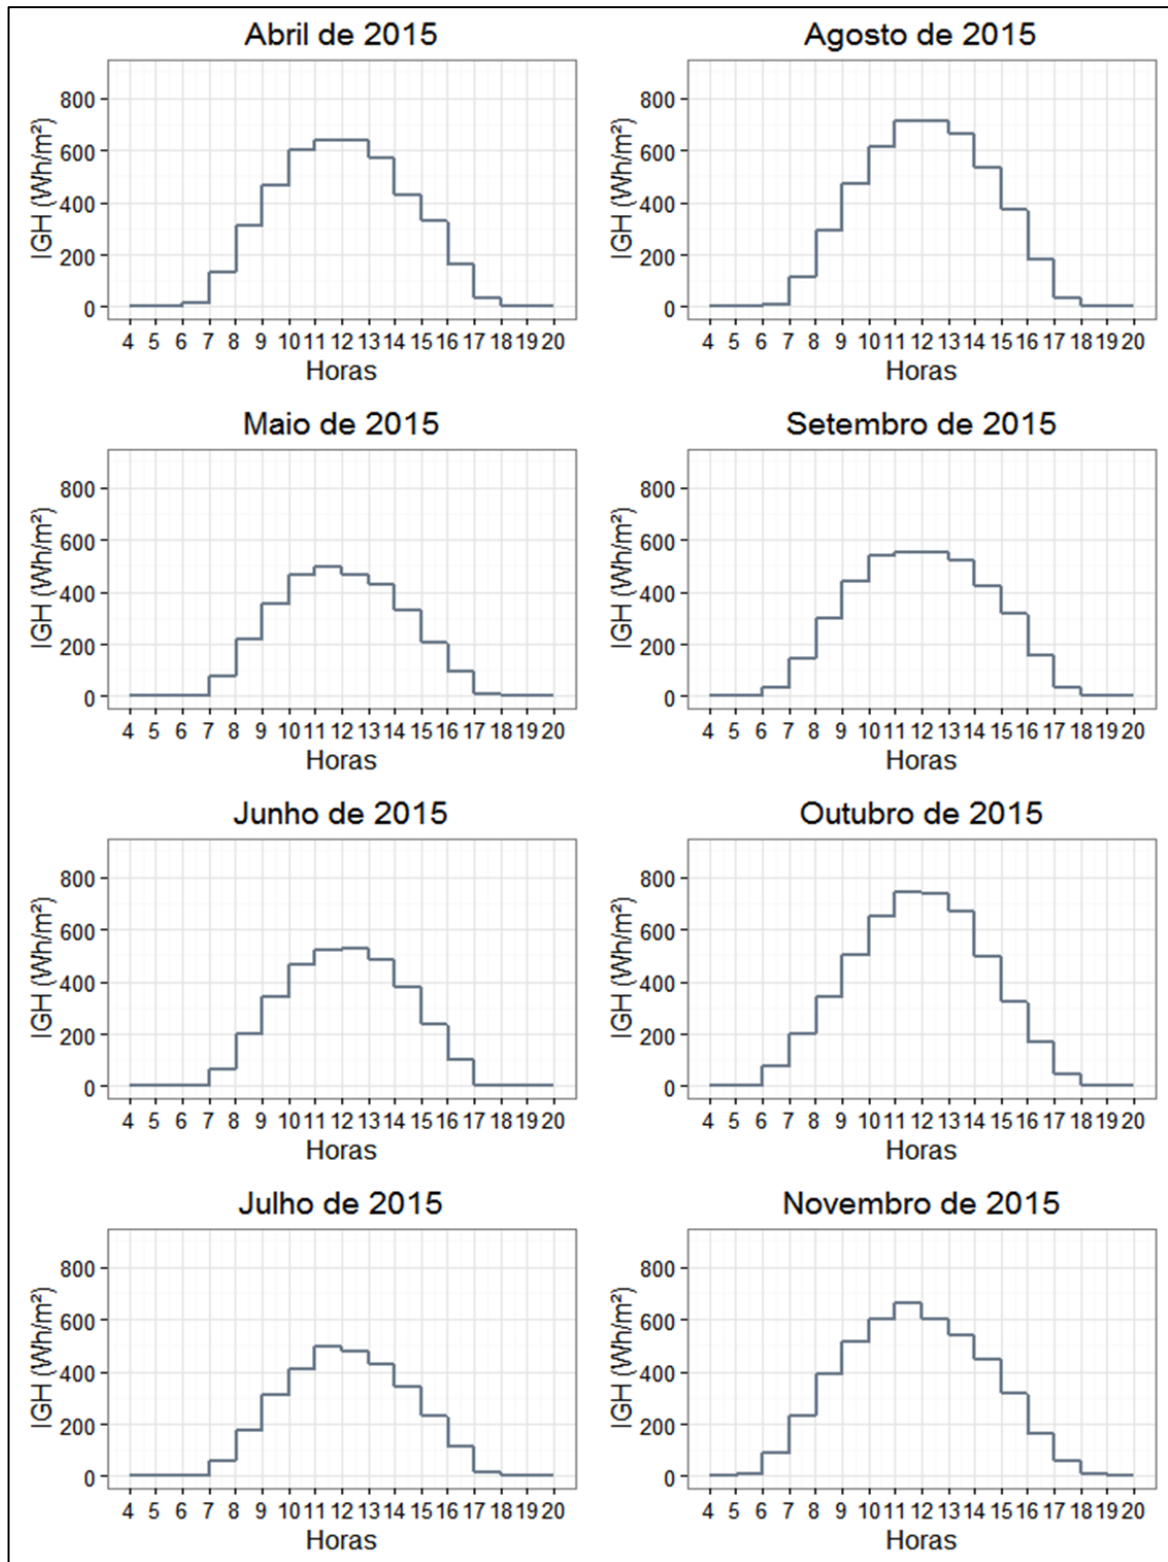 Abril de 2015
IGH (Wh/m²)
800
600
400
200
0
4 5 6 7 8 9 10 11 12 13 14 15 16 17 18 19 20
Horas
Agosto de 2015
IGH (Wh/m²)
800
600
400
200
0
4 5 6 7 8 9 10 11 12 13 14 15 16 17 18 19 20
Horas
Maio de 2015
IGH (Wh/m²)
800
600
400
200
0
4 5 6 7 8 9 10 11 12 13 14 15 16 17 18 19 20
Horas
Setembro de 2015
IGH (Wh/m²)
800
600
400
200
0
4 5 6 7 8 9 10 11 12 13 14 15 16 17 18 19 20
Horas
Junho de 2015
IGH (Wh/m²)
800
600
400
200
0
4 5 6 7 8 9 10 11 12 13 14 15 16 17 18 19 20
Horas
Outubro de 2015
IGH (Wh/m²)
800
600
400
200
0
4 5 6 7 8 9 10 11 12 13 14 15 16 17 18 19 20
Horas
Julho de 2015
IGH (Wh/m²)
800
600
400
200
0
4 5 6 7 8 9 10 11 12 13 14 15 16 17 18 19 20
Horas
Novembro de 2015
IGH (Wh/m²)
800
600
400
200
0
4 5 6 7 8 9 10 11 12 13 14 15 16 17 18 19 20
Horas